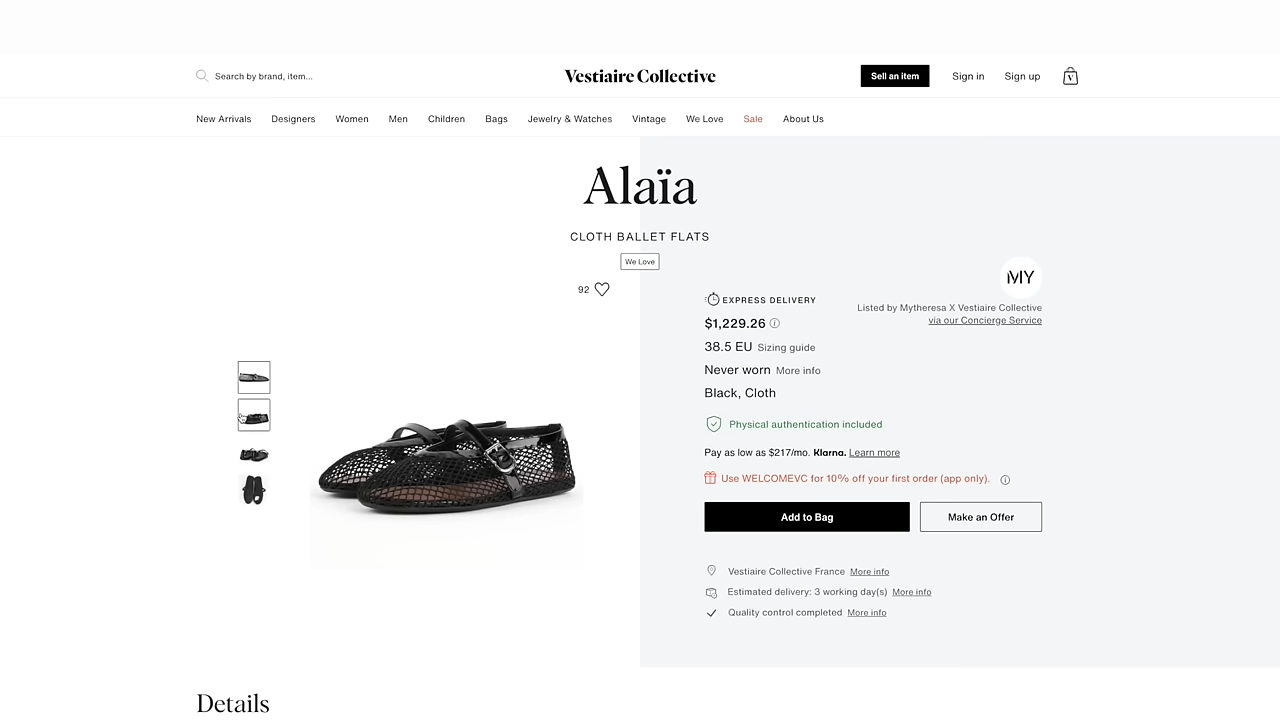 Search by brand, item...
Vestiaire Collective
Sell an item
Sign in
Sign up
V
New Arrivals
Designers
Women
Men
Children
Bags
Jewelry & Watches
Vintage
We Love
Sale
About Us
Alaïa
CLOTH BALLET FLATS
We Love
92
MY
Listed by Mytheresa X Vestiaire Collective
via our Concierge Service
EXPRESS DELIVERY
$1,229.26
38.5 EU Sizing guide
Never worn More info
Black, Cloth
Physical authentication included
Pay as low as $217/mo. Klarna. Learn more
Use WELCOMEVC for 10% off your first order (app only).
Add to Bag
Make an Offer
Vestiaire Collective France More info
Estimated delivery: 3 working day(s) More info
Quality control completed More info
Details